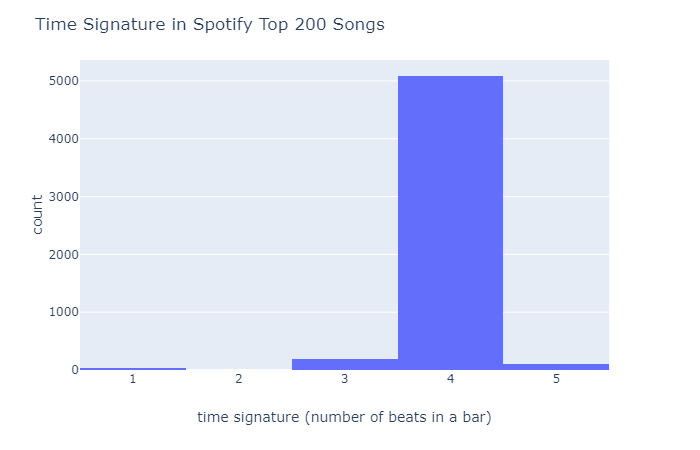 Time Signature in Spotify Top 200 Songs
5000
4000
3000
2000
1000
0
count
1 2 3 4 5
time signature (number of beats in a bar)